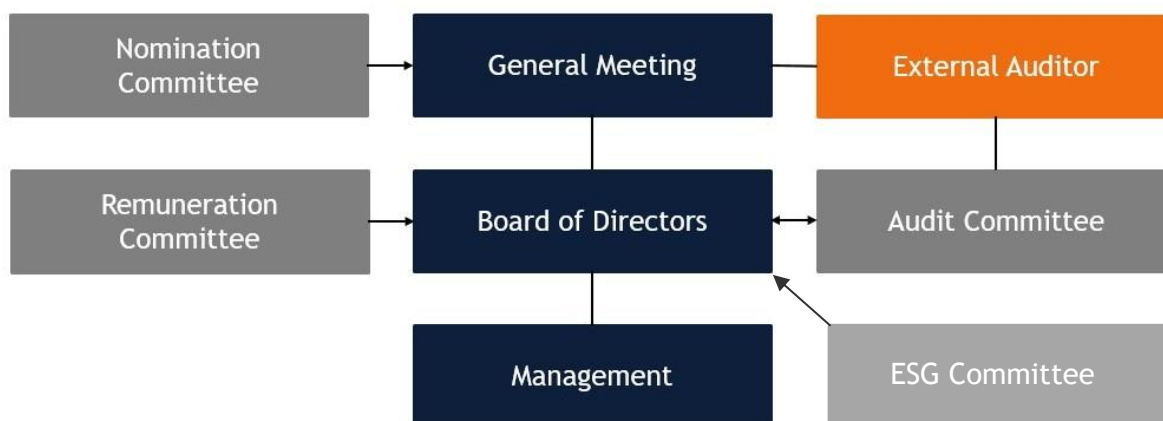 Nomination
Committee
General Meeting
External Auditor
Remuneration
Committee
Board of Directors
Audit Committee
Management
ESG Committee